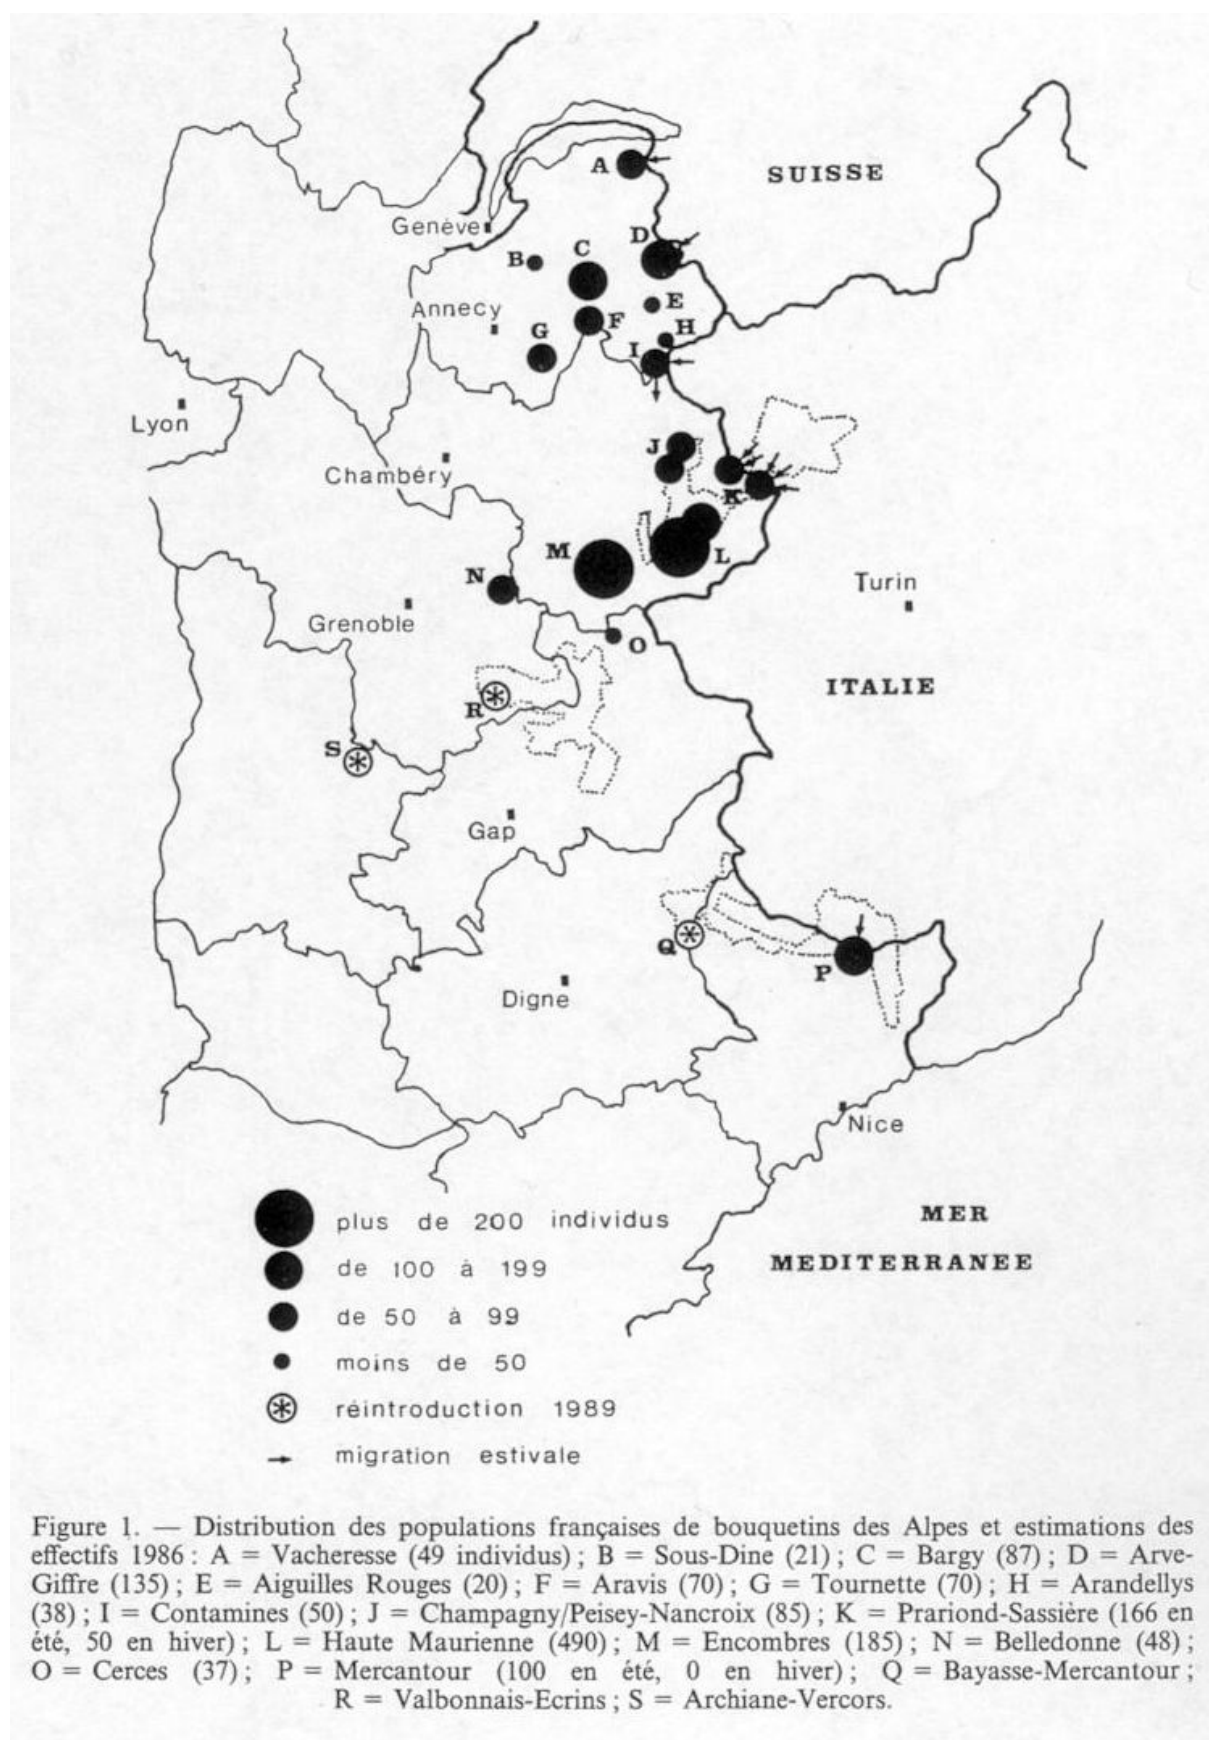 SUISSE
A
Genève
B
C
D
E
Annecy
F
G
H
I
Lyon
J
Chambéry
K
M
L
N
Turin
Grenoble
O
ITALIE
R
S
Gap
Q
P
Digne
Nice
MER
MEDITERRANEE
plus de 200 individus
de 100 à 199
de 50 à 99
moins de 50
réintroduction 1989
migration estivale
Figure 1. — Distribution des populations françaises de bouquetins des Alpes et estimations des
effectifs 1986 : A = Vacheresse (49 individus) ; B = Sous-Dine (21) ; C = Bargy (87) ; D = Arve-
Giffre (135) ; E = Aiguilles Rouges (20) ; F = Aravis (70) ; G = Tournette (70) ; H = Arandellys
(38) ; I = Contamines (50) ; J = Champagny/Peisey-Nancroix (85) ; K = Prariond-Sassière (166 en
été, 50 en hiver) ; L = Haute Maurienne (490) ; M = Encombres (185) ; N = Belledonne (48) ;
O = Cerces (37) ; P = Mercantour (100 en été, 0 en hiver) ; Q = Bayasse-Mercantour ;
R = Valbonnais-Ecrins ; S = Archiane-Vercors.